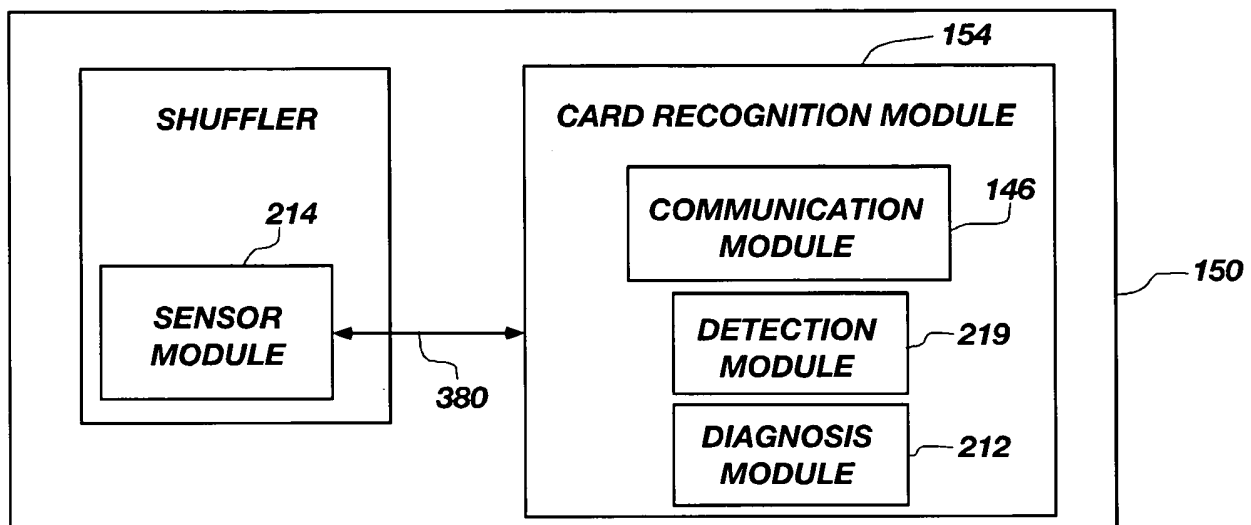 154
SHUFFLER
CARD RECOGNITION MODULE
146
COMMUNICATION
MODULE
214
150
SENSOR
MODULE
DETECTION
MODULE
219
380
DIAGNOSIS
MODULE
212